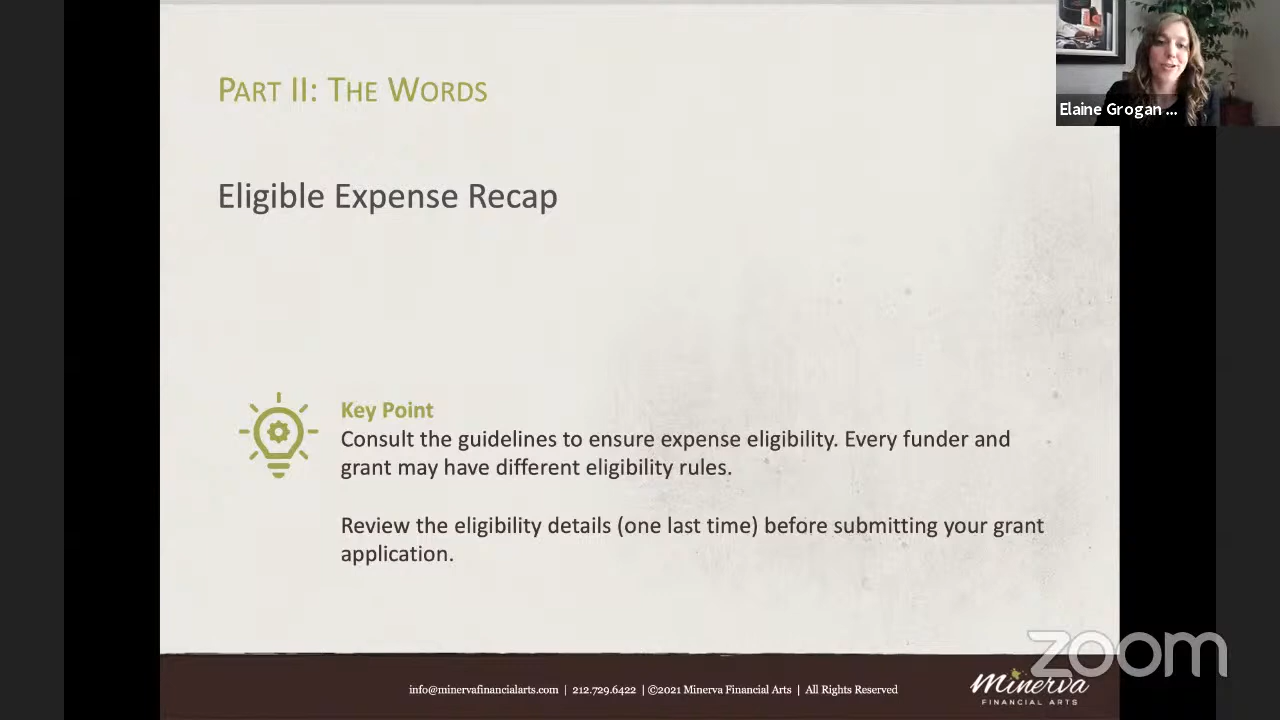 PART II: THE WORDS
Elaine Grogan ...
Eligible Expense Recap
Key Point
Consult the guidelines to ensure expense eligibility. Every funder and
grant may have different eligibility rules.
Review the eligibility details (one last time) before submitting your grant
application.
zoom
info@minervafinancialarts.com | 212.729.6422 | ©2021 Minerva Financial Arts | All Rights Reserved
Minerva
FINANCIAL ARTS